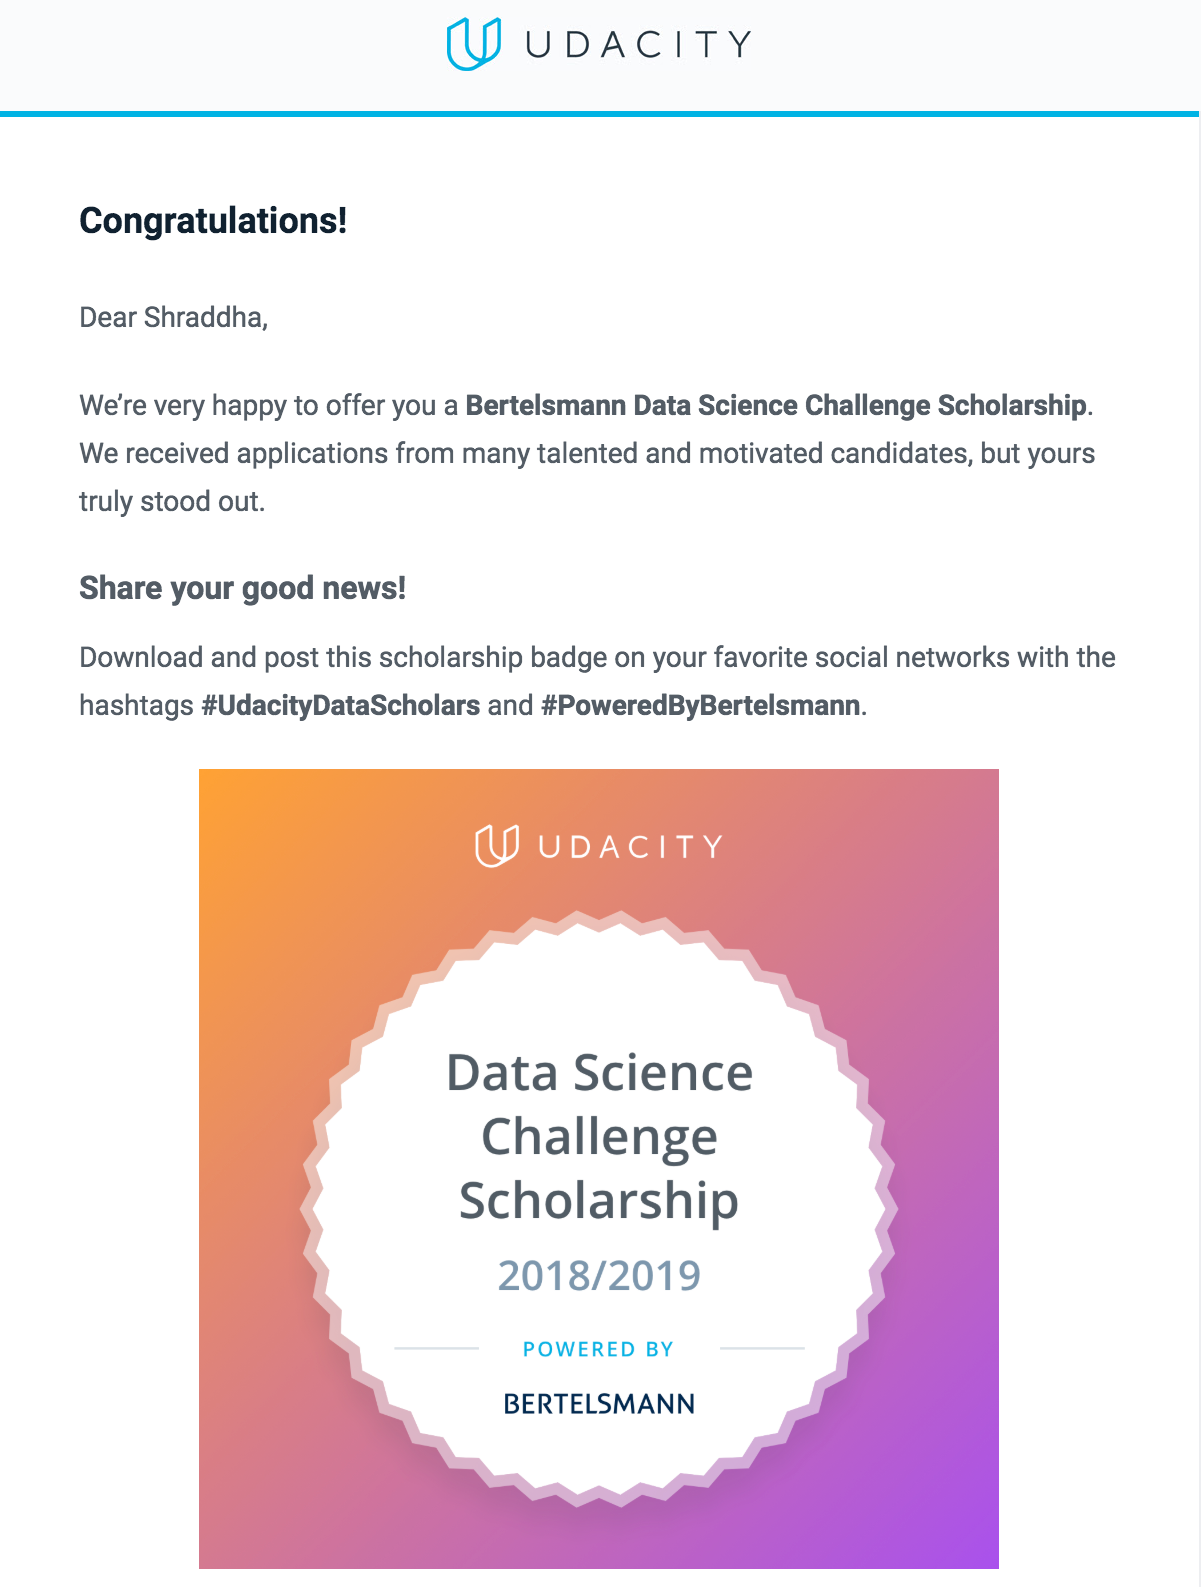 UDACITY
Congratulations!
Dear Shraddha,
We’re very happy to offer you a Bertelsmann Data Science Challenge Scholarship.
We received applications from many talented and motivated candidates, but yours
truly stood out.
Share your good news!
Download and post this scholarship badge on your favorite social networks with the
hashtags #UdacityDataScholars and #PoweredByBertelsmann.
UDACITY
Data Science
Challenge
Scholarship
2018/2019
POWERED BY
BERTELSMANN